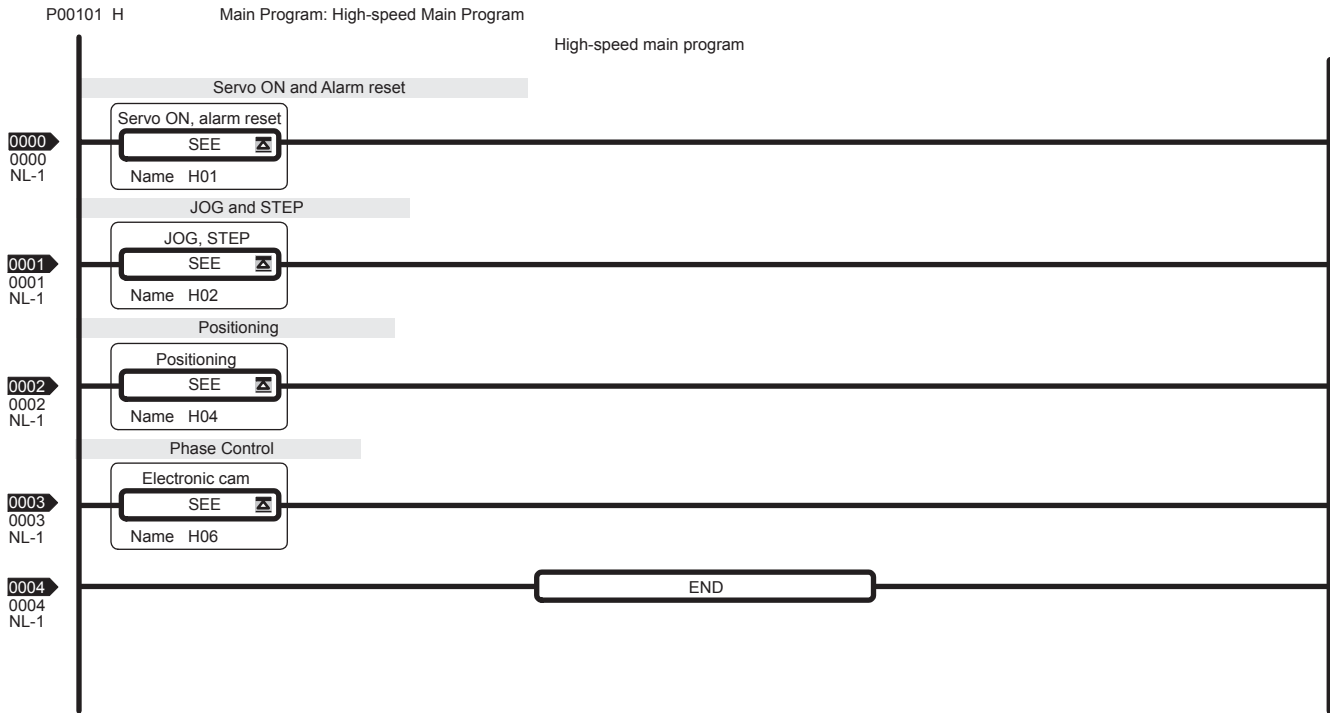 P00101 H Main Program: High-speed Main Program
High-speed main program
Servo ON and Alarm reset
Servo ON, alarm reset
0000 SEE
0000
NL-1 Name H01
JOG and STEP
JOG, STEP
0001 SEE
0001
NL-1 Name H02
Positioning
Positioning
0002 SEE
0002
NL-1 Name H04
Phase Control
Electronic cam
0003 SEE
0003
NL-1 Name H06
0004 END
0004
NL-1